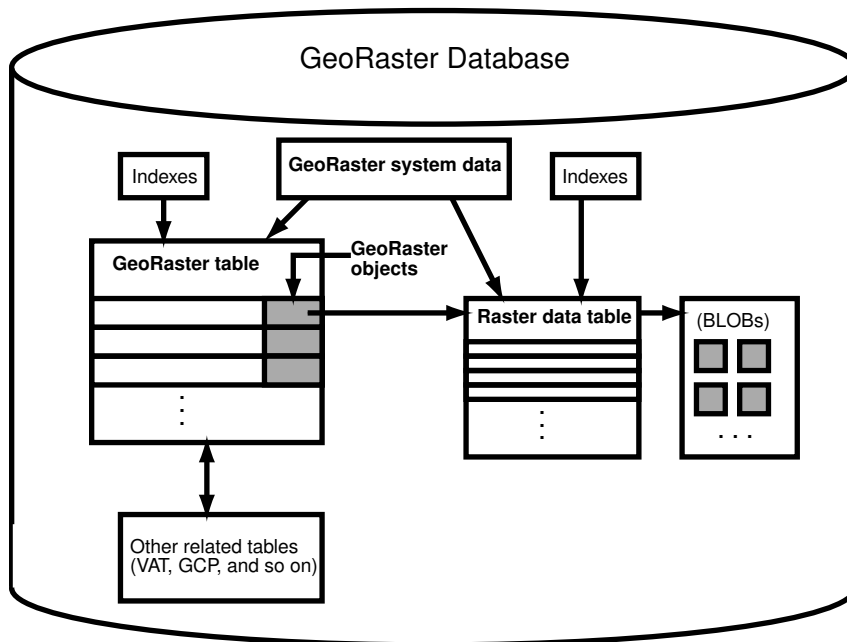 GeoRaster Database
Indexes
GeoRaster system data
Indexes
GeoRaster table
GeoRaster
objects
Raster data table
(BLOBs)
. . .
Other related tables
(VAT, GCP, and so on)